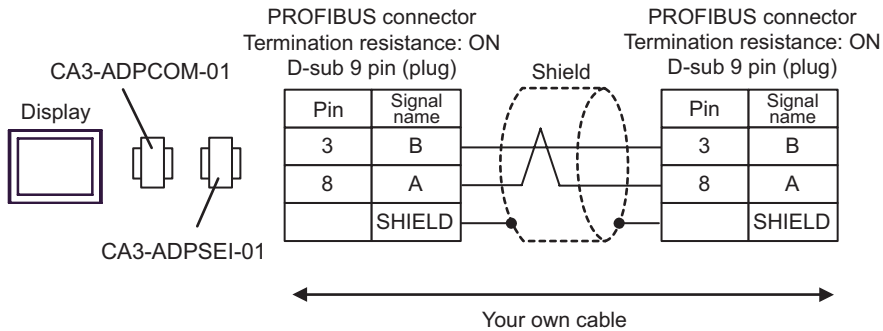 PROFIBUS connector
Termination resistance: ON
D-sub 9 pin (plug)
PROFIBUS connector
Termination resistance: ON
D-sub 9 pin (plug)
CA3-ADPCOM-01
Shield
Display
Pin Signal name
3 B
8 A
SHIELD
Pin Signal name
3 B
8 A
SHIELD
CA3-ADPSEI-01
Your own cable